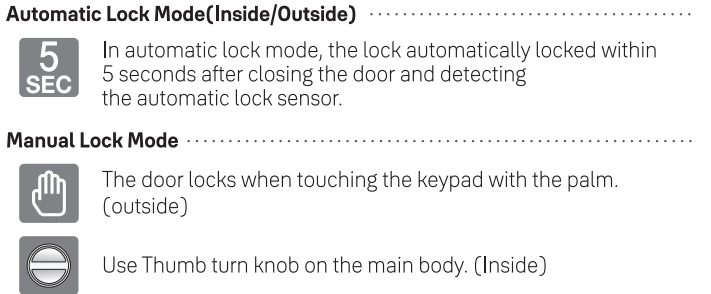 Automatic Lock Mode(Inside/Outside)
5
SEC
In automatic lock mode, the lock automatically locked within
5 seconds after closing the door and detecting
the automatic lock sensor.
Manual Lock Mode
The door locks when touching the keypad with the palm.
(outside)
Use Thumb turn knob on the main body. (Inside)